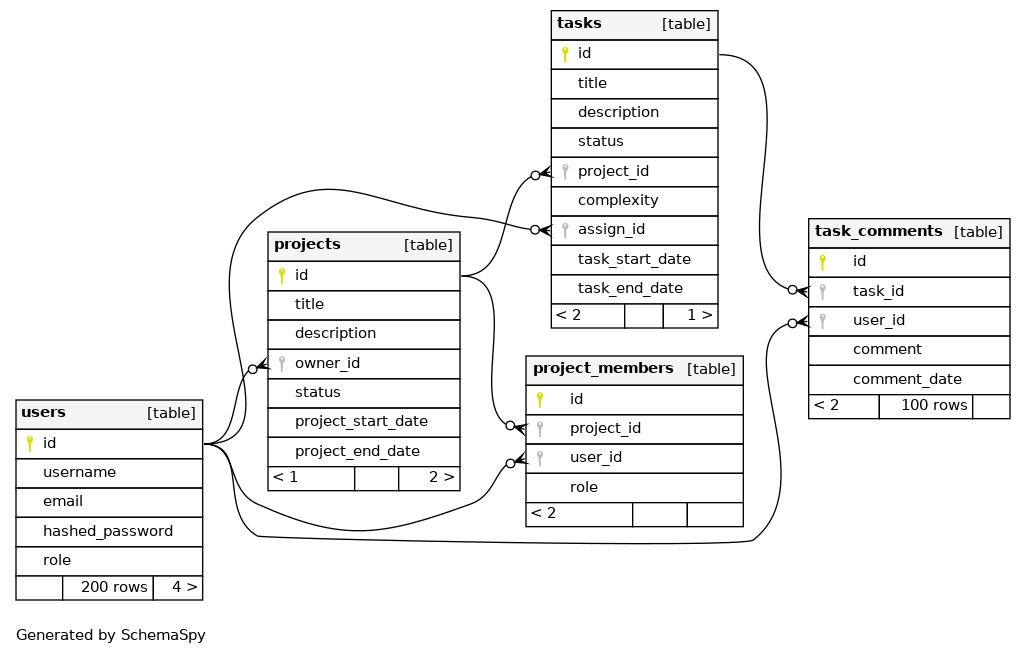 tasks [table]
id
title
description
status
project_id
complexity
assign_id
task_start_date
task_end_date
< 2 1 >
task_comments [table]
id
task_id
user_id
comment
comment_date
< 2 100 rows
projects [table]
id
title
description
owner_id
status
project_start_date
project_end_date
< 1 2 >
project_members [table]
id
project_id
user_id
role
< 2
users [table]
id
username
email
hashed_password
role
200 rows 4 >
Generated by SchemaSpy